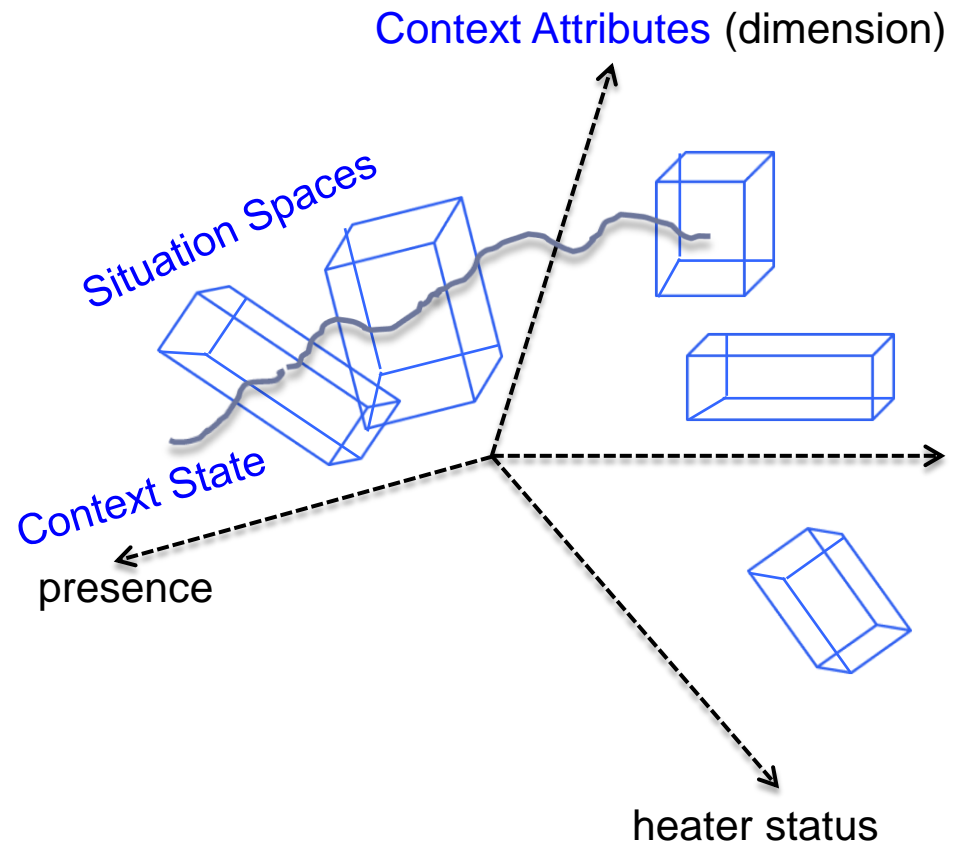 Context Attributes (dimension)
Situation Spaces
Context State
presence
heater status